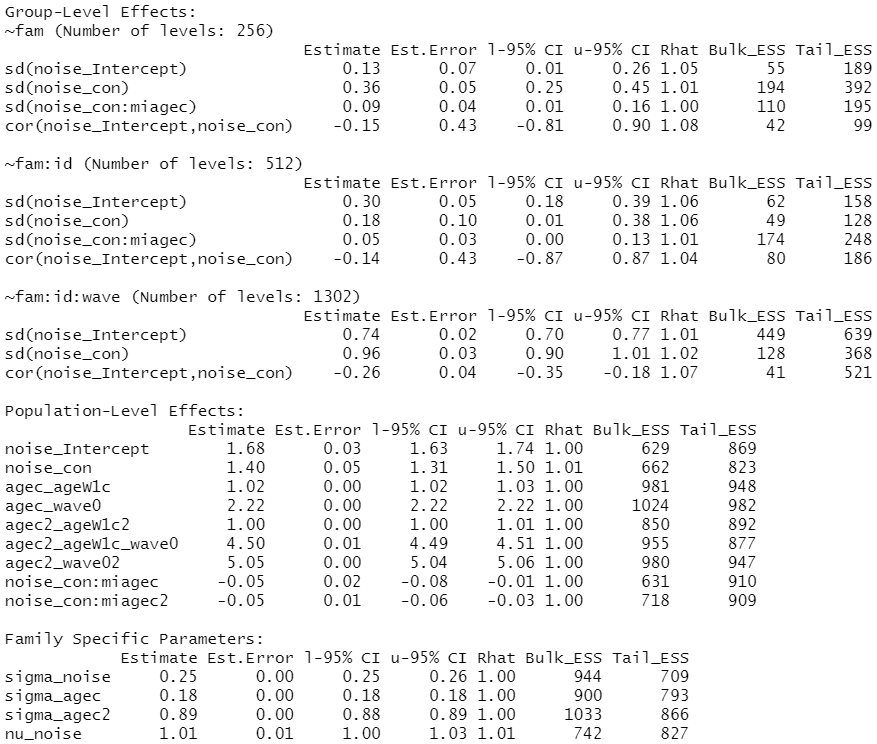 Group-Level Effects:
~fam (Number of levels: 256)
Estimate Est.Error l-95% CI u-95% CI Rhat Bulk_ESS Tail_ESS
sd(noise_Intercept) 0.13 0.07 0.01 0.26 1.05 55 189
sd(noise_con) 0.36 0.05 0.25 0.45 1.01 194 392
sd(noise_con:miagec) 0.09 0.04 0.01 0.16 1.00 110 195
cor(noise_Intercept,noise_con) -0.15 0.43 -0.81 0.90 1.08 42 99
~fam:id (Number of levels: 512)
Estimate Est.Error l-95% CI u-95% CI Rhat Bulk_ESS Tail_ESS
sd(noise_Intercept) 0.30 0.05 0.18 0.39 1.06 62 158
sd(noise_con) 0.18 0.10 0.01 0.38 1.06 49 128
sd(noise_con:miagec) 0.05 0.03 0.00 0.13 1.01 174 248
cor(noise_Intercept,noise_con) -0.14 0.43 -0.87 0.87 1.04 80 186
~fam:id:wave (Number of levels: 1302)
Estimate Est.Error l-95% CI u-95% CI Rhat Bulk_ESS Tail_ESS
sd(noise_Intercept) 0.74 0.02 0.70 0.77 1.01 449 639
sd(noise_con) 0.96 0.03 0.90 1.01 1.02 128 368
cor(noise_Intercept,noise_con) -0.26 0.04 -0.35 -0.18 1.07 41 521
Population-Level Effects:
Estimate Est.Error l-95% CI u-95% CI Rhat Bulk_ESS Tail_ESS
noise_Intercept 1.68 0.03 1.63 1.74 1.00 629 869
noise_con 1.40 0.05 1.31 1.50 1.01 662 823
agec_ageW1c 1.02 0.00 1.02 1.03 1.00 981 948
agec_wave0 2.22 0.00 2.22 2.22 1.00 1024 982
agec2_ageW1c2 1.00 0.00 1.00 1.01 1.00 850 892
agec2_ageW1c_wave0 4.50 0.01 4.49 4.51 1.00 955 877
agec2_wave02 5.05 0.00 5.04 5.06 1.00 980 947
noise_con:miagec -0.05 0.02 -0.08 -0.01 1.00 631 910
noise_con:miagec2 -0.05 0.01 -0.06 -0.03 1.00 718 909
Family Specific Parameters:
Estimate Est.Error l-95% CI u-95% CI Rhat Bulk_ESS Tail_ESS
sigma_noise 0.25 0.00 0.25 0.26 1.00 944 709
sigma_agec 0.18 0.00 0.18 0.18 1.00 900 793
sigma_agec2 0.89 0.00 0.88 0.89 1.00 1033 866
nu_noise 1.01 0.01 1.00 1.03 1.01 742 827